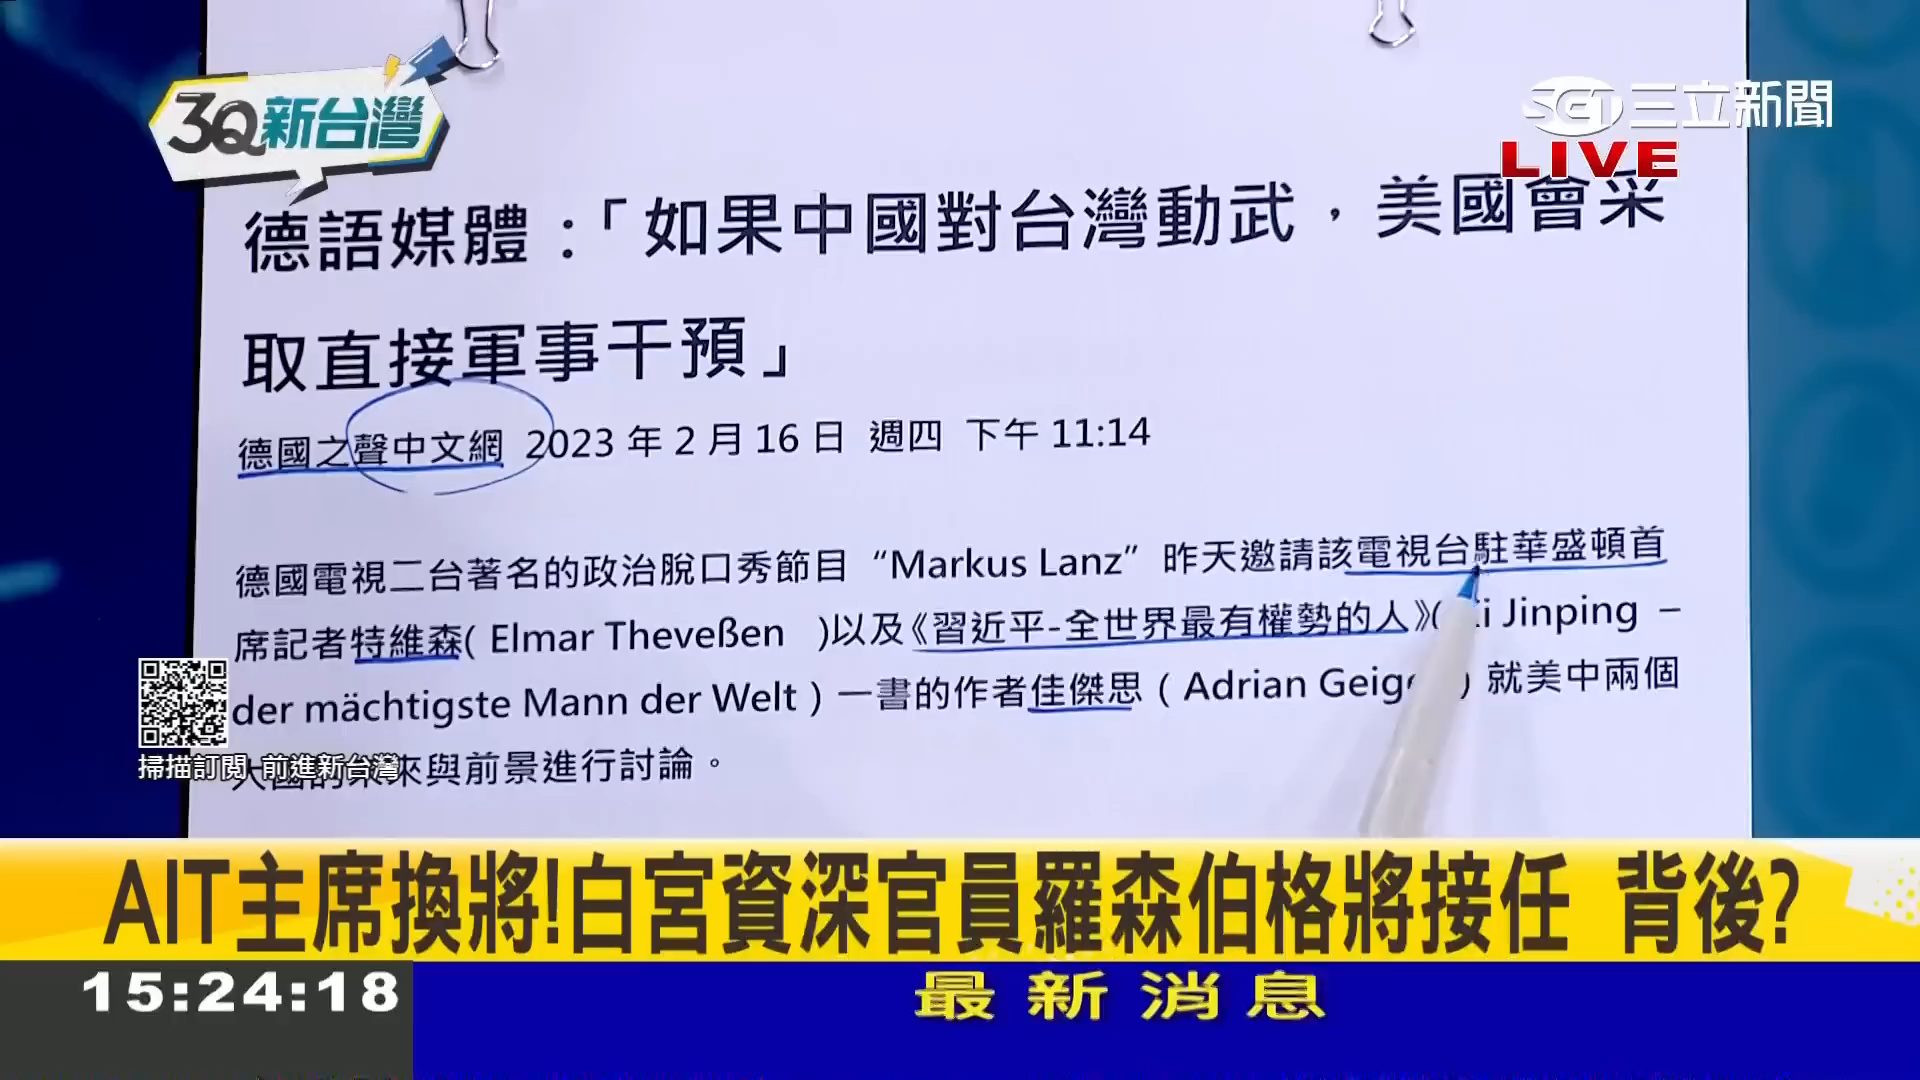 3Q新台灣
SET三立新聞
LIVE
德語媒體：「如果中國對台灣動武，美國會采
取直接軍事干預」
德國之聲中文網 2023 年 2 月 16 日 週四 下午 11:14
德國電視二台著名的政治脫口秀節目 “Markus Lanz” 昨天邀請該電視台駐華盛頓首
席記者特維森( Elmar Theveßen )以及《習近平-全世界最有權勢的人》( Jinping –
der mächtigste Mann der Welt ) 一書的作者佳傑思 ( Adrian ) 就美中兩個
大國的未來與前景進行討論。
掃描訂閱 前進新台灣
AIT主席換將!白宮資深官員羅森伯格將接任 背後?
15:24:18
最新消息